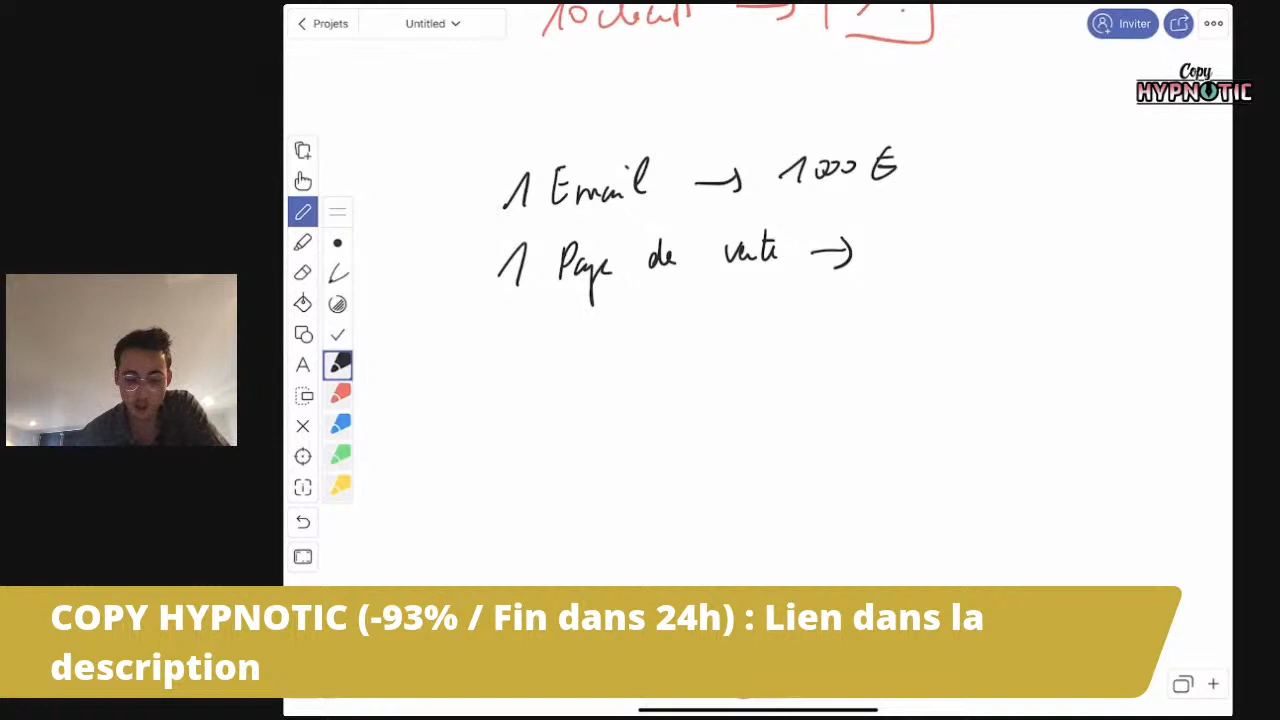 Projets
Untitled
Inviter
Copy
HYPNOTIC
1 Email → 1000 €
1 Page de vente →
A
COPY HYPNOTIC (-93% / Fin dans 24h) : Lien dans la
description